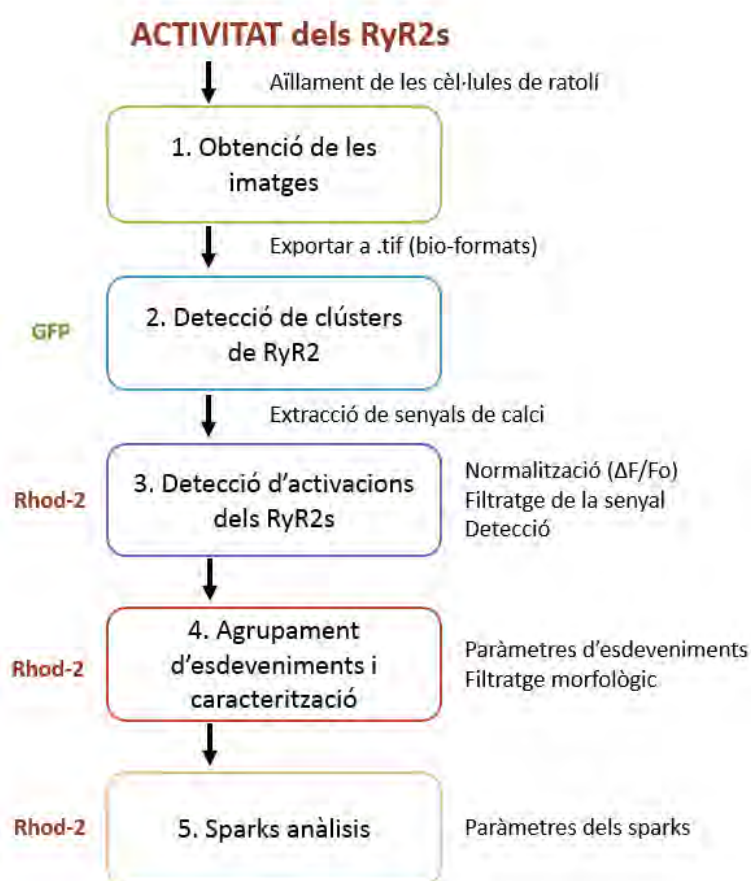 ACTIVITAT dels RyR2s
Aïllament de les cèl·lules de ratolí
1. Obtenció de les
imatges
Exportar a .tif (bio-formats)
GFP
2. Detecció de clústers
de RyR2
Extracció de senyals de calci
Rhod-2
3. Detecció d'activacions
dels RyR2s
Normalització (ΔF/Fo)
Filtratge de la senyal
Detecció
Rhod-2
4. Agrupament
d'esdeveniments i
caracterització
Paràmetres d'esdeveniments
Filtratge morfològic
Rhod-2
5. Sparks anàlisis
Paràmetres dels sparks